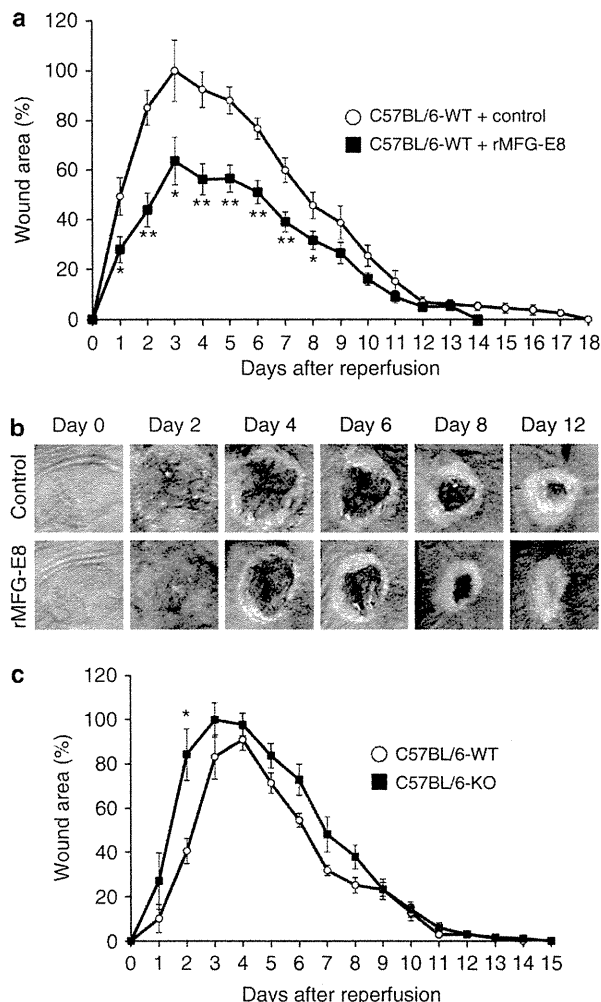 a
120
100
80
60
40
20
0
Wound area (%)
C57BL/6-WT + control
C57BL/6-WT + rMFG-E8
*
**
*
**
**
**
**
*
0 1 2 3 4 5 6 7 8 9 10 11 12 13 14 15 16 17 18
Days after reperfusion
b
Day 0 Day 2 Day 4 Day 6 Day 8 Day 12
Control
rMFG-E8
c
120
100
80
60
40
20
0
Wound area (%)
*
C57BL/6-WT
C57BL/6-KO
0 1 2 3 4 5 6 7 8 9 10 11 12 13 14 15
Days after reperfusion